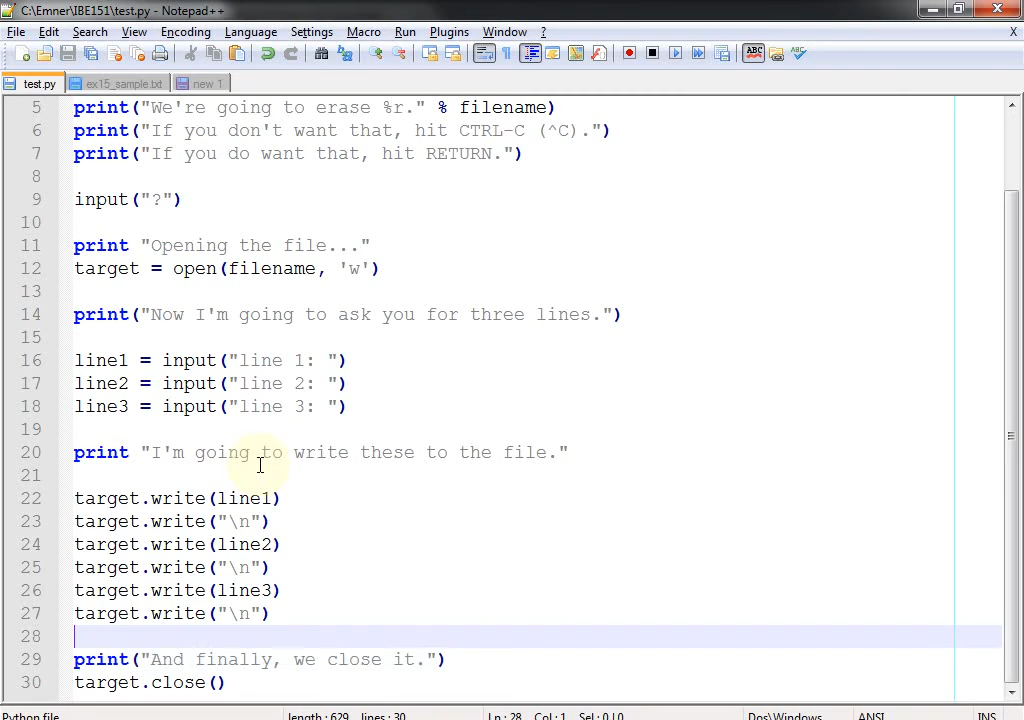 C:\Emner\IBE151\test.py - Notepad++
File Edit Search View Encoding Language Settings Macro Run Plugins Window ? X
test.py ex15_sample.txt new 1
5 print("We're going to erase %r." % filename)
6 print("If you don't want that, hit CTRL-C (^C).")
7 print("If you do want that, hit RETURN.")
8
9 input("?")
10
11 print "Opening the file..."
12 target = open(filename, 'w')
13
14 print("Now I'm going to ask you for three lines.")
15
16 line1 = input("line 1: ")
17 line2 = input("line 2: ")
18 line3 = input("line 3: ")
19
20 print "I'm going to write these to the file."
21
22 target.write(line1)
23 target.write("\n")
24 target.write(line2)
25 target.write("\n")
26 target.write(line3)
27 target.write("\n")
28
29 print("And finally, we close it.")
30 target.close()
Python file length : 629 lines : 30 Ln : 28 Col : 1 Sel : 0 | 0 Dos\Windows ANSI INS